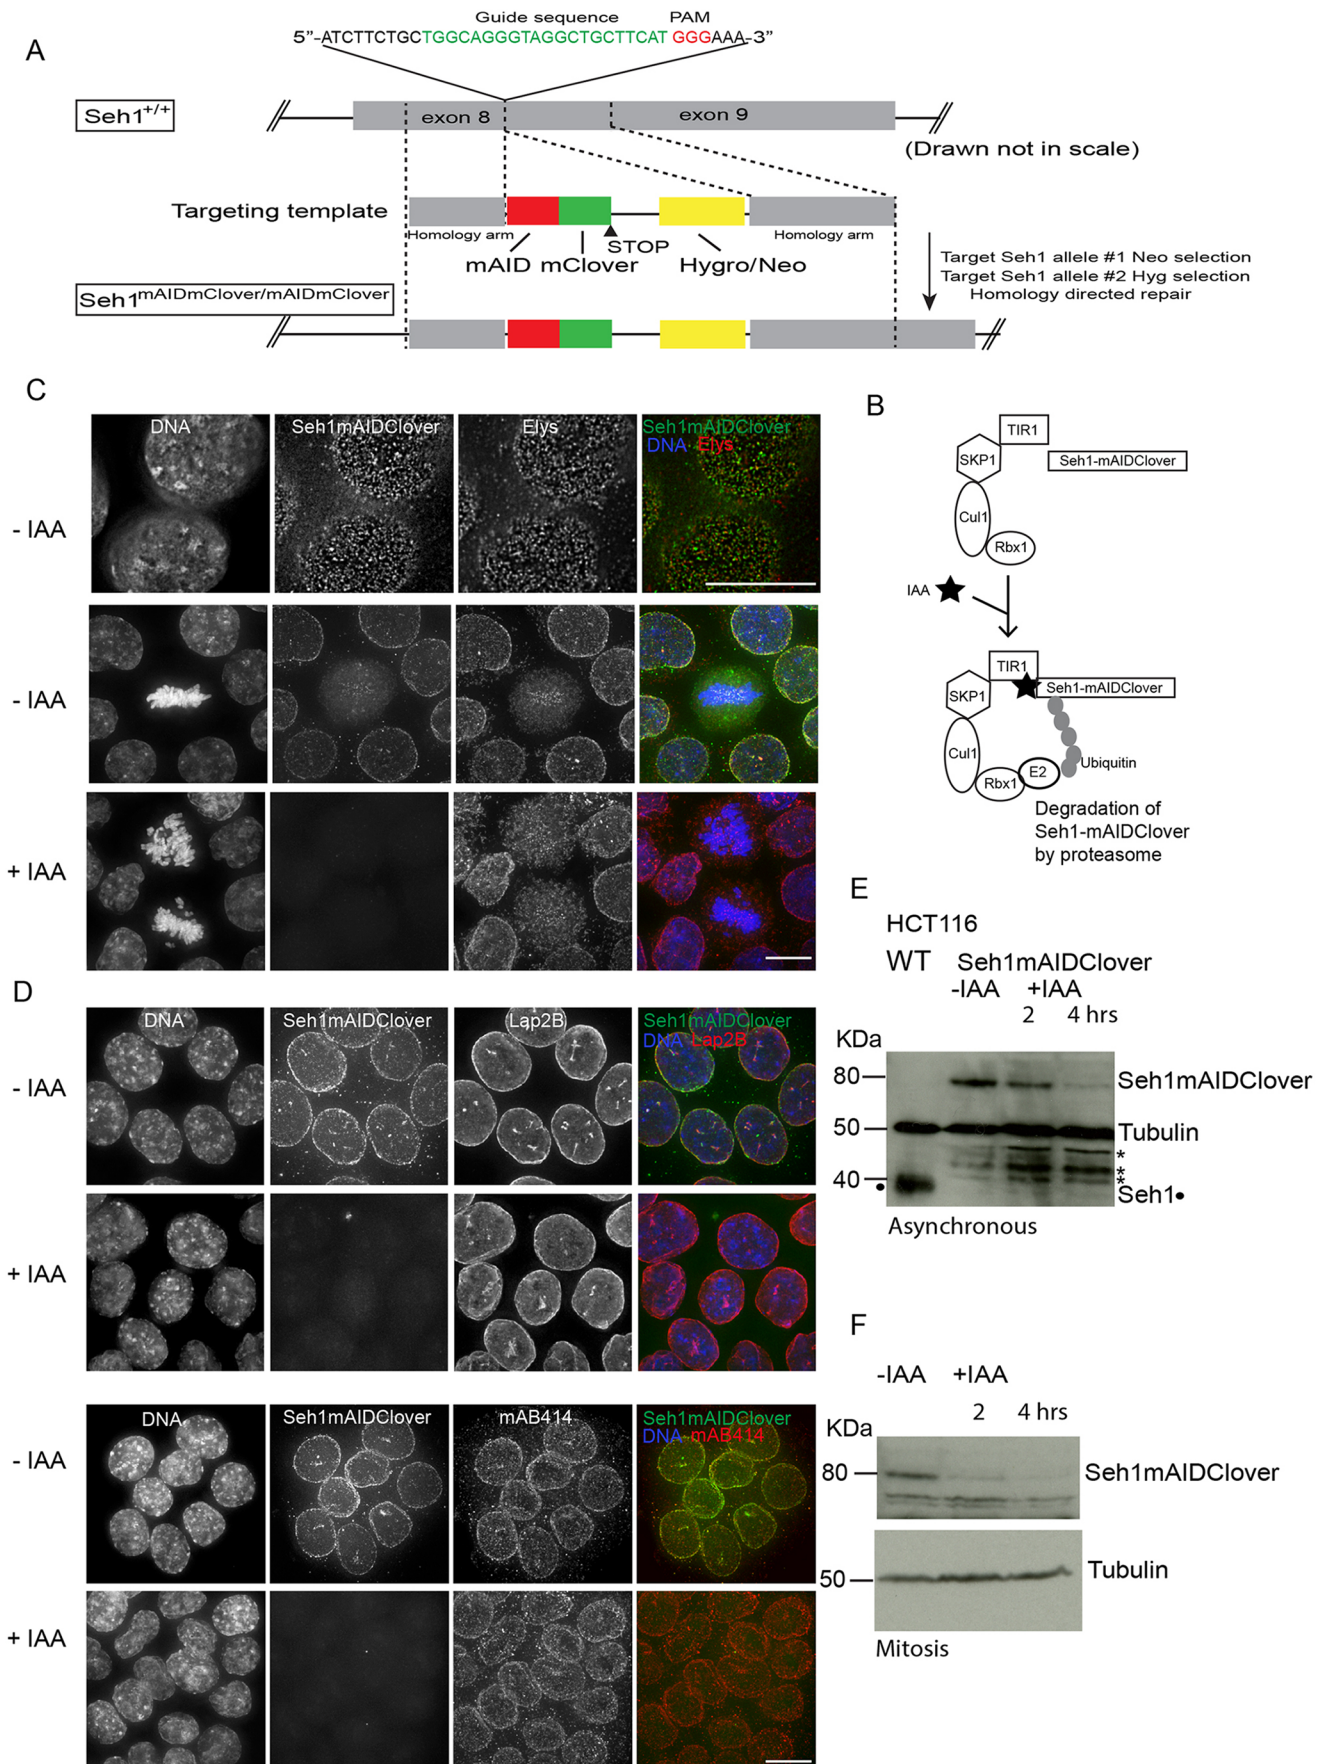 A
Guide sequence PAM
5"-ATCTTCTGCTGGCAGGGTAGGCTGCTTCAT GGGAAA-3"
Seh1+/+
exon 8
exon 9
(Drawn not in scale)
Targeting template
Homology arm
Homology arm
STOP
mAID mClover Hygro/Neo
Target Seh1 allele #1 Neo selection
Target Seh1 allele #2 Hyg selection
Homology directed repair
Seh1mAIDmClover/mAIDmClover
C
DNA
Seh1mAIDClover
Elys
Seh1mAIDClover
DNA Elys
- IAA
- IAA
+ IAA
B
TIR1
SKP1
Seh1-mAIDClover
Cul1
Rbx1
IAA
TIR1
SKP1
Seh1-mAIDClover
Cul1
Rbx1
E2
Ubiquitin
Degradation of
Seh1-mAIDClover
by proteasome
D
DNA
Seh1mAIDClover
Lap2B
Seh1mAIDClover
DNA Lap2B
- IAA
+ IAA
DNA
Seh1mAIDClover
mAB414
Seh1mAIDClover
DNA mAB414
- IAA
+ IAA
E
HCT116
WT Seh1mAIDClover
-IAA +IAA
2 4 hrs
KDa
80
Seh1mAIDClover
50
Tubulin
*
*
40
*
•
Seh1•
Asynchronous
F
-IAA +IAA
2 4 hrs
KDa
80
Seh1mAIDClover
50
Tubulin
Mitosis